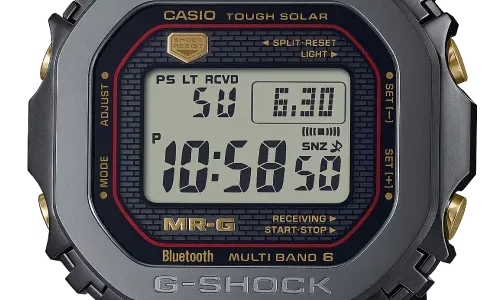 CASIO TOUGH SOLAR
SHOCK RESIST
SPLIT·RESET
LIGHT
ADJUST
MODE
SET [−]
SET [+]
PS LT RCVD
SU 6.30
SNZ
P 10:58 50
MR-G
RECEIVING
START·STOP
Bluetooth MULTI BAND 6
G-SHOCK